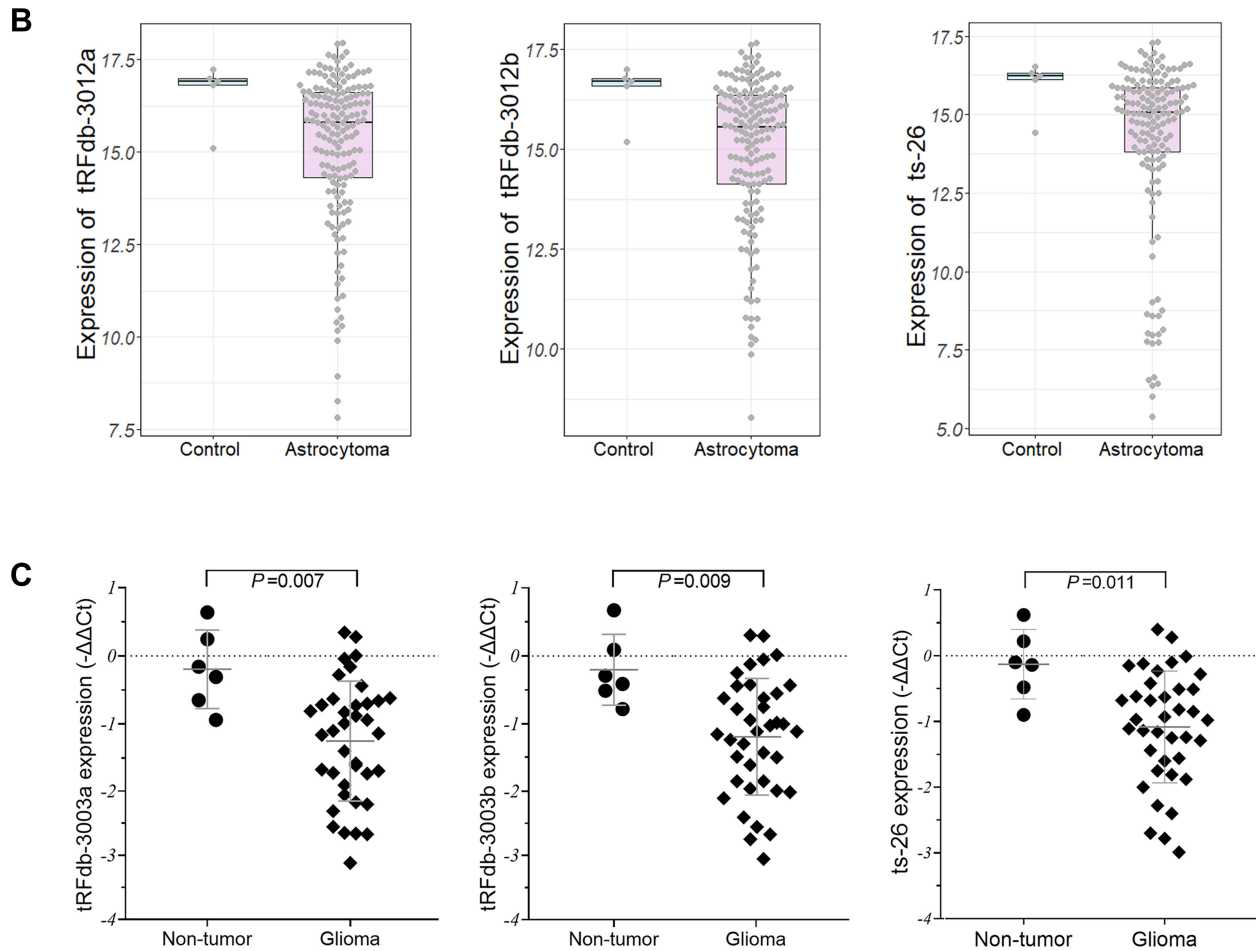 B
Expression of tRFdb-3012a
17.5
15.0
12.5
10.0
7.5
Control Astrocytoma
Expression of tRFdb-3012b
17.5
15.0
12.5
10.0
Control Astrocytoma
Expression of ts-26
17.5
15.0
12.5
10.0
7.5
5.0
Control Astrocytoma
C
tRFdb-3003a expression (-ΔΔCt)
1
0
-1
-2
-3
-4
P=0.007
Non-tumor Glioma
tRFdb-3003b expression (-ΔΔCt)
1
0
-1
-2
-3
-4
P=0.009
Non-tumor Glioma
ts-26 expression (-ΔΔCt)
1
0
-1
-2
-3
-4
P=0.011
Non-tumor Glioma